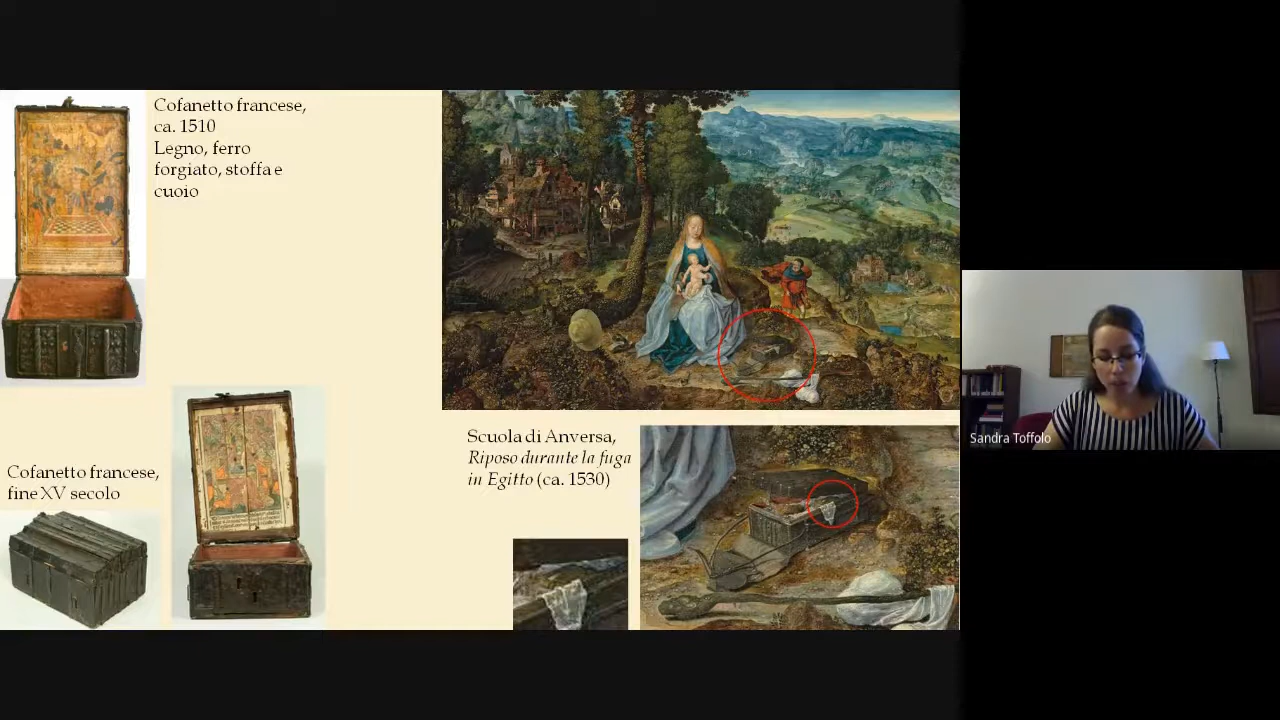 Cofanetto francese,
ca. 1510
Legno, ferro
forgiato, stoffa e
cuoio
Cofanetto francese,
fine XV secolo
Scuola di Anversa,
Riposo durante la fuga
in Egitto (ca. 1530)
Sandra Toffolo